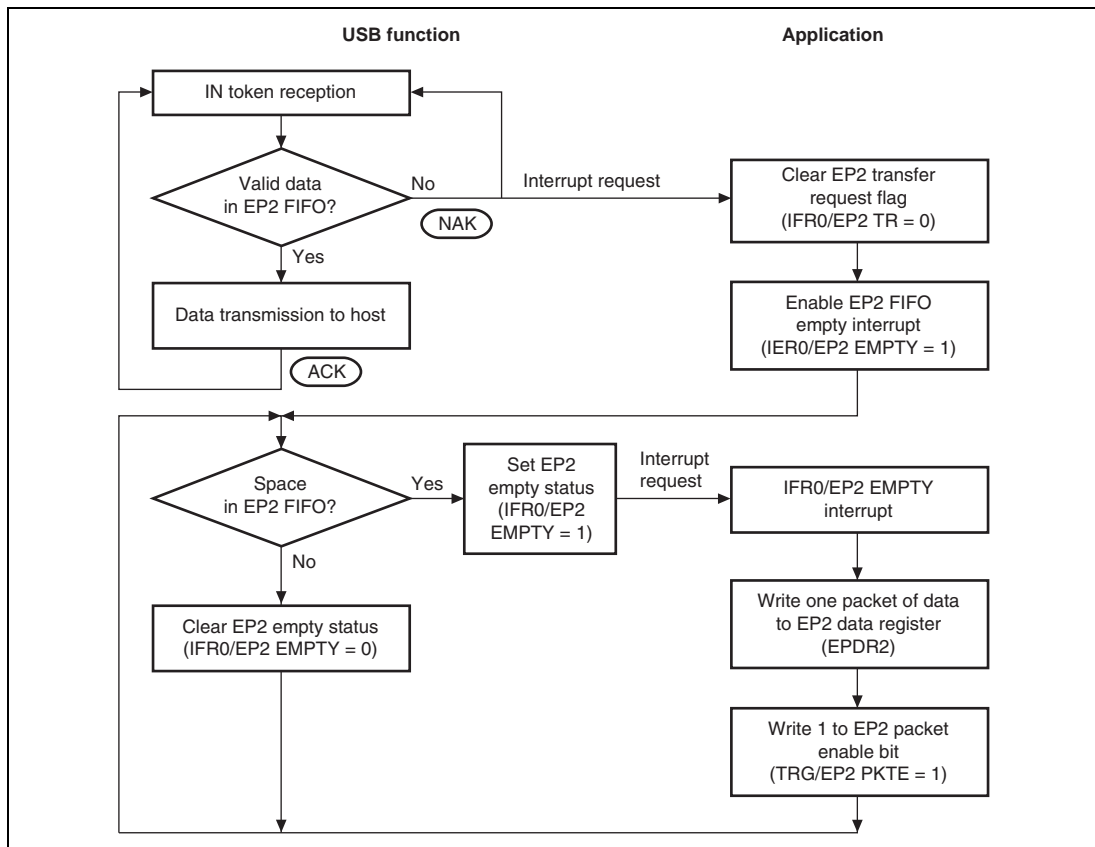 USB function
Application
IN token reception
Valid data
in EP2 FIFO?
No
NAK
Interrupt request
Clear EP2 transfer
request flag
(IFR0/EP2 TR = 0)
Yes
Data transmission to host
ACK
Enable EP2 FIFO
empty interrupt
(IER0/EP2 EMPTY = 1)
Space
in EP2 FIFO?
Yes
Set EP2
empty status
(IFR0/EP2
EMPTY = 1)
Interrupt
request
IFR0/EP2 EMPTY
interrupt
No
Clear EP2 empty status
(IFR0/EP2 EMPTY = 0)
Write one packet of data
to EP2 data register
(EPDR2)
Write 1 to EP2 packet
enable bit
(TRG/EP2 PKTE = 1)